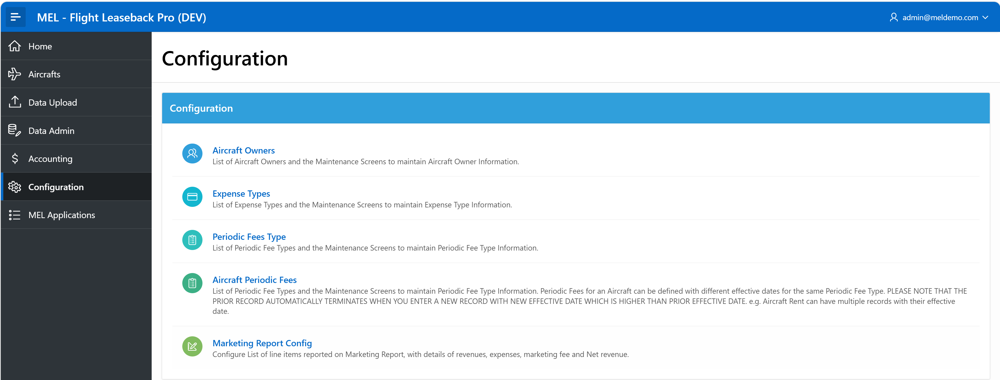 MEL - Flight Leaseback Pro (DEV)
admin@meldemo.com
Home
Aircrafts
Data Upload
Data Admin
Accounting
Configuration
MEL Applications
Configuration
Configuration
Aircraft Owners
List of Aircraft Owners and the Maintenance Screens to maintain Aircraft Owner Information.
Expense Types
List of Expense Types and the Maintenance Screens to maintain Expense Type Information.
Periodic Fees Type
List of Periodic Fee Types and the Maintenance Screens to maintain Periodic Fee Type Information.
Aircraft Periodic Fees
List of Periodic Fee Types and the Maintenance Screens to maintain Periodic Fee Type Information. Periodic Fees for an Aircraft can be defined with different effective dates for the same Periodic Fee Type. PLEASE NOTE THAT THE
PRIOR RECORD AUTOMATICALLY TERMINATES WHEN YOU ENTER A NEW RECORD WITH NEW EFFECTIVE DATE WHICH IS HIGHER THAN PRIOR EFFECTIVE DATE. e.g. Aircraft Rent can have multiple records with their effective
date.
Marketing Report Config
Configure List of line items reported on Marketing Report, with details of revenues, expenses, marketing fee and Net revenue.